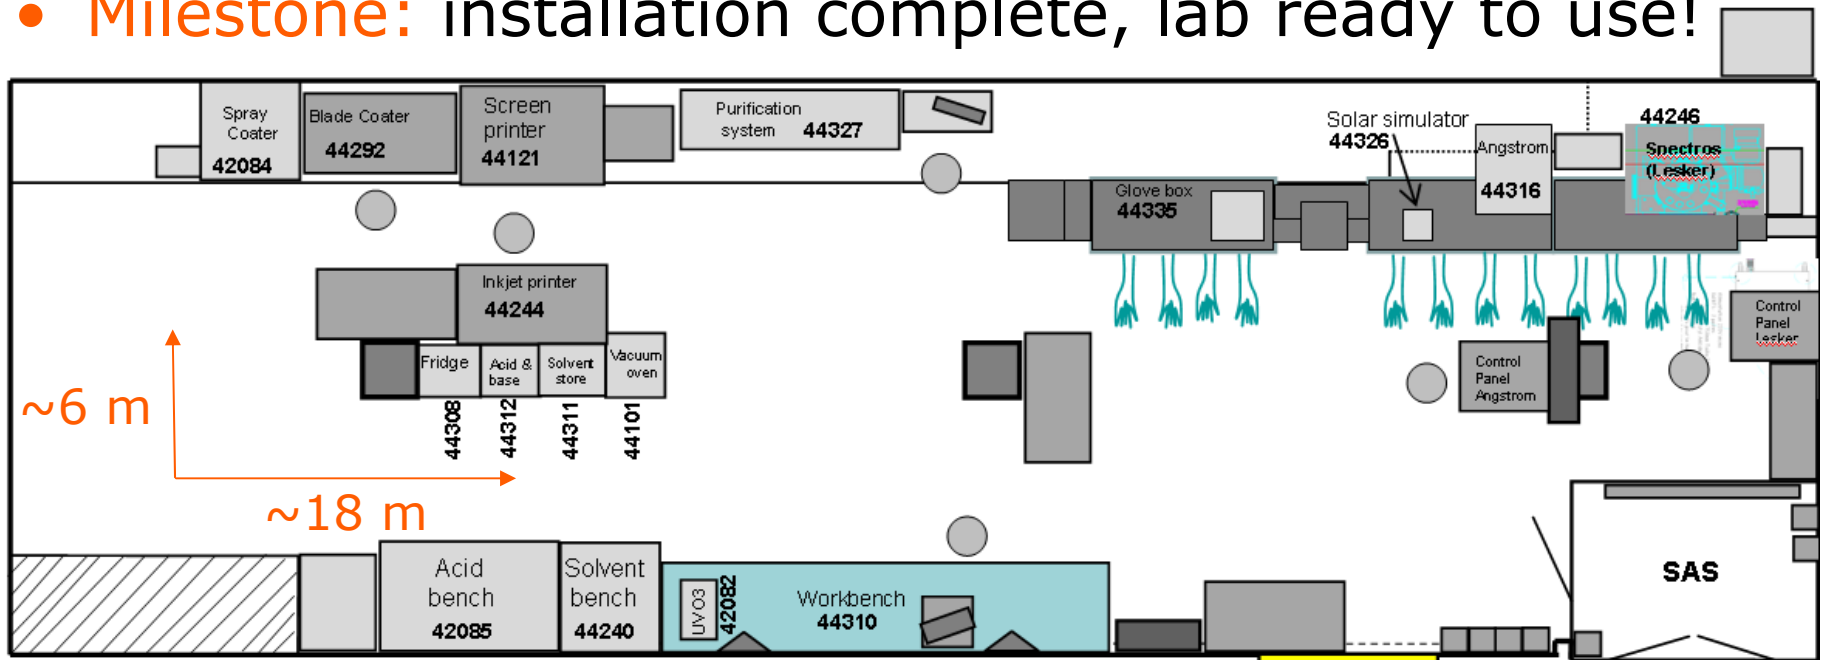 • Milestone: installation complete, lab ready to use!
Spray
Coater
42084
Blade Coater
44292
Screen
printer
44121
Purification
system 44327
Solar simulator
44326
Angstrom
44316
44246
Spectros
(Lesker)
Glove box
44335
Inkjet printer
44244
Fridge
Acid &
base
Solvent
store
Vacuum
oven
44308
44312
44311
44101
Control
Panel
Angstrom
Control
Panel
Lesker
~6 m
~18 m
Acid
bench
42085
Solvent
bench
44240
UVO3
42082
Workbench
44310
SAS